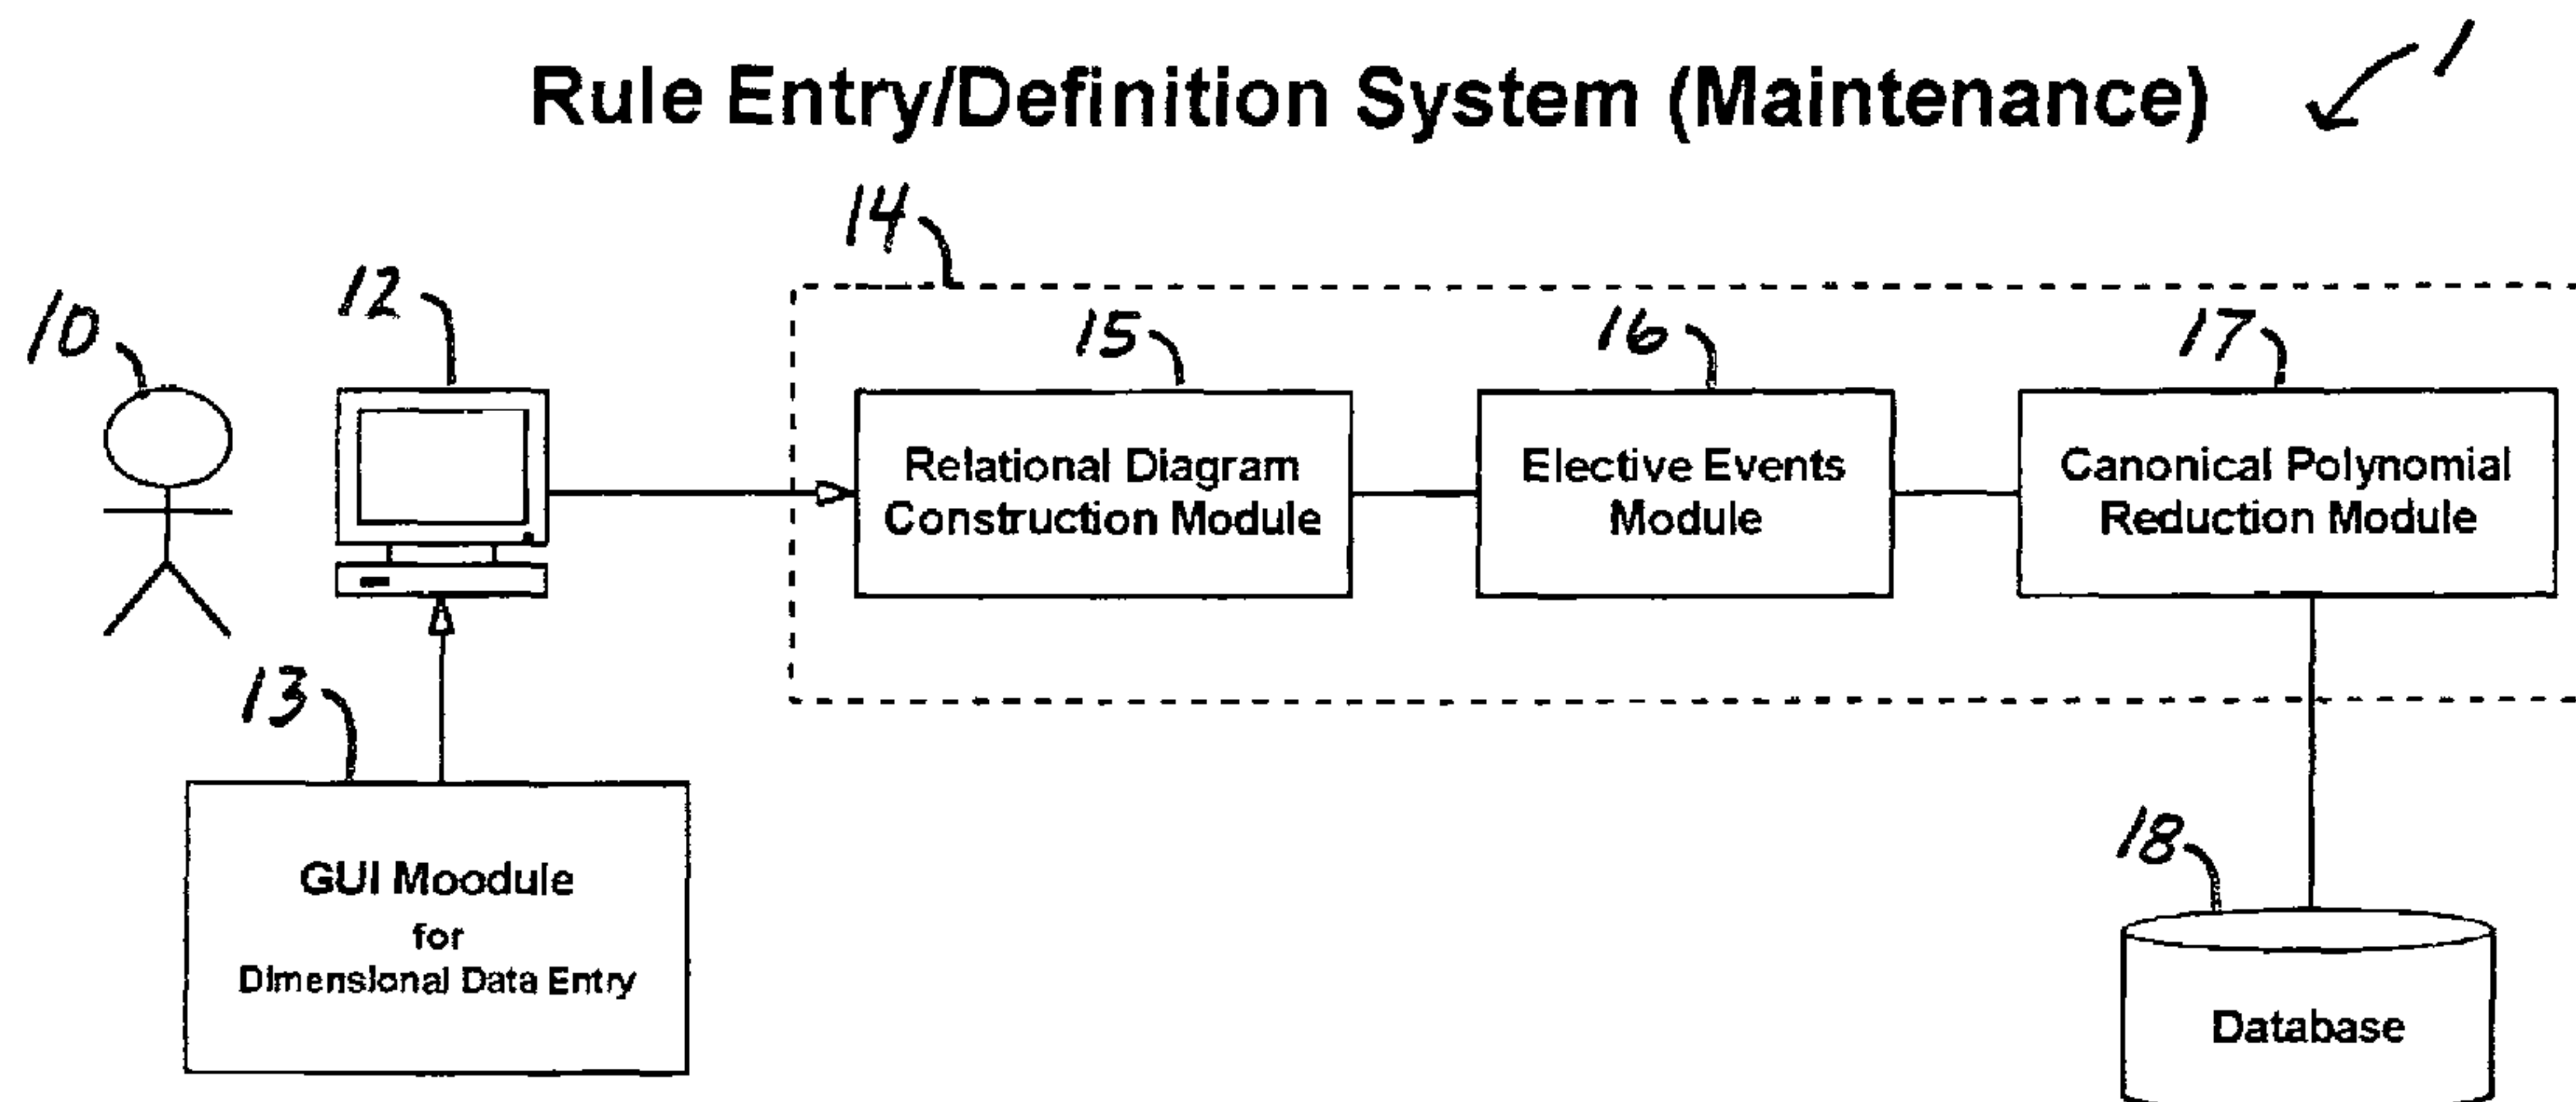 Rule Entry/Definition System (Maintenance)
1
14
12
10
15
16
17
Relational Diagram
Construction Module
Elective Events
Module
Canonical Polynomial
Reduction Module
13
GUI Moodule
for
Dimensional Data Entry
18
Database